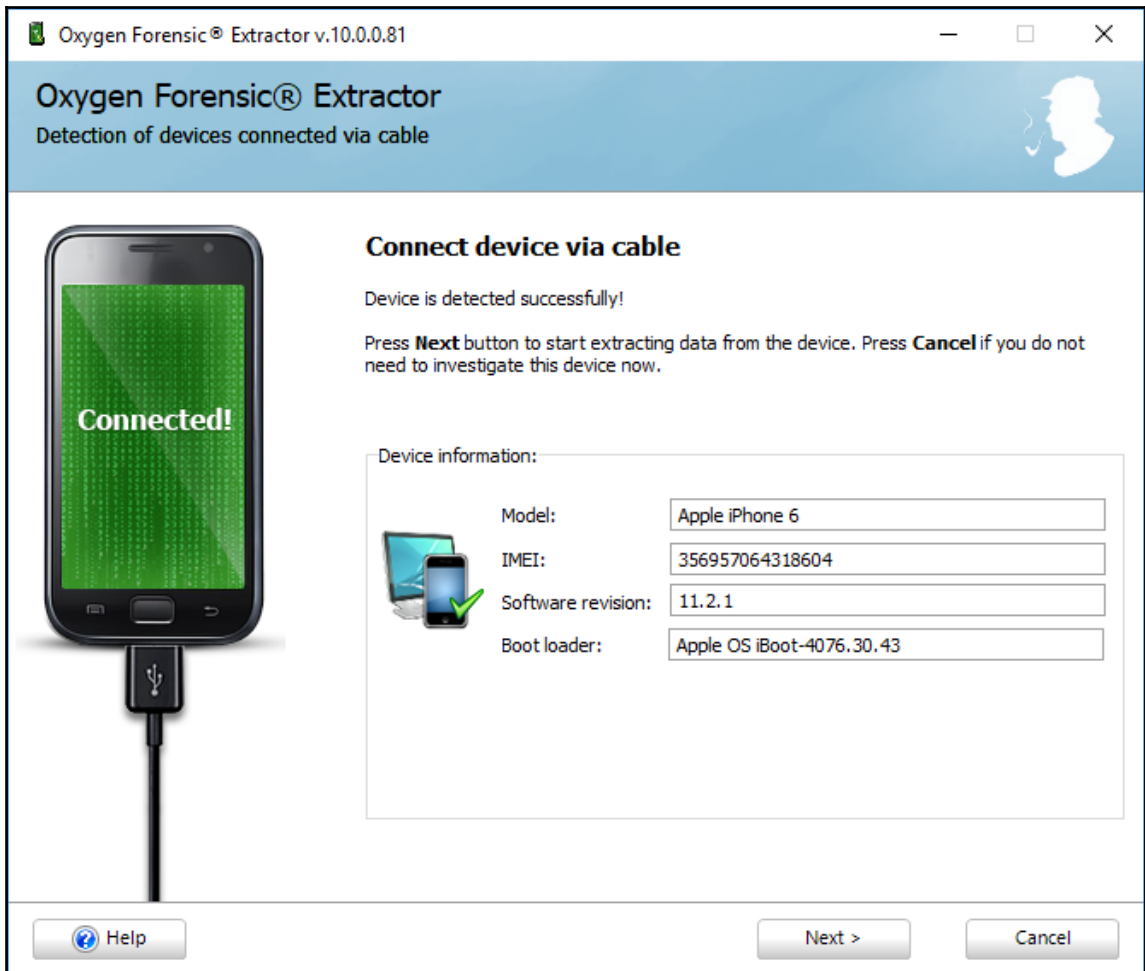 Oxygen Forensic® Extractor v.10.0.0.81
Oxygen Forensic® Extractor
Detection of devices connected via cable
Connected!
Connect device via cable
Device is detected successfully!
Press Next button to start extracting data from the device. Press Cancel if you do not
need to investigate this device now.
Device information:
Model: Apple iPhone 6
IMEI: 356957064318604
Software revision: 11.2.1
Boot loader: Apple OS iBoot-4076.30.43
Help Next > Cancel